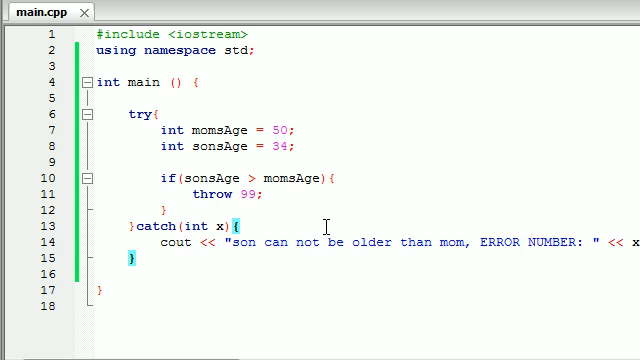 main.cpp
1 #include <iostream>
2 using namespace std;
3
4 int main () {
5
6 try{
7 int momsAge = 50;
8 int sonsAge = 34;
9
10 if(sonsAge > momsAge){
11 throw 99;
12 }
13 }catch(int x){
14 cout << "son can not be older than mom, ERROR NUMBER: " << x
15 }
16
17 }
18